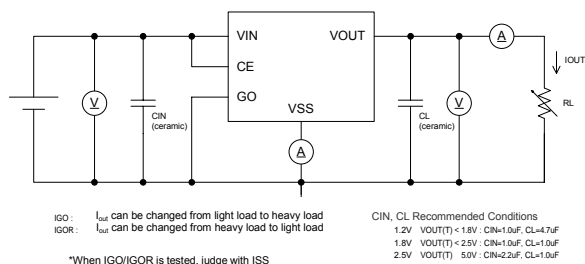 VIN
VOUT
A
IOUT
CE
V
CIN
(ceramic)
GO
VSS
CL
(ceramic)
V
RL
A
IGO : Iout can be changed from light load to heavy load
IGOR : Iout can be changed from heavy load to light load
*When IGO/IGOR is tested, judge with ISS
CIN, CL Recommended Conditions
1.2V VOUT(T) < 1.8V : CIN=1.0uF, CL=4.7uF
1.8V VOUT(T) < 2.5V : CIN=1.0uF, CL=1.0uF
2.5V VOUT(T) 5.0V : CIN=2.2uF, CL=1.0uF